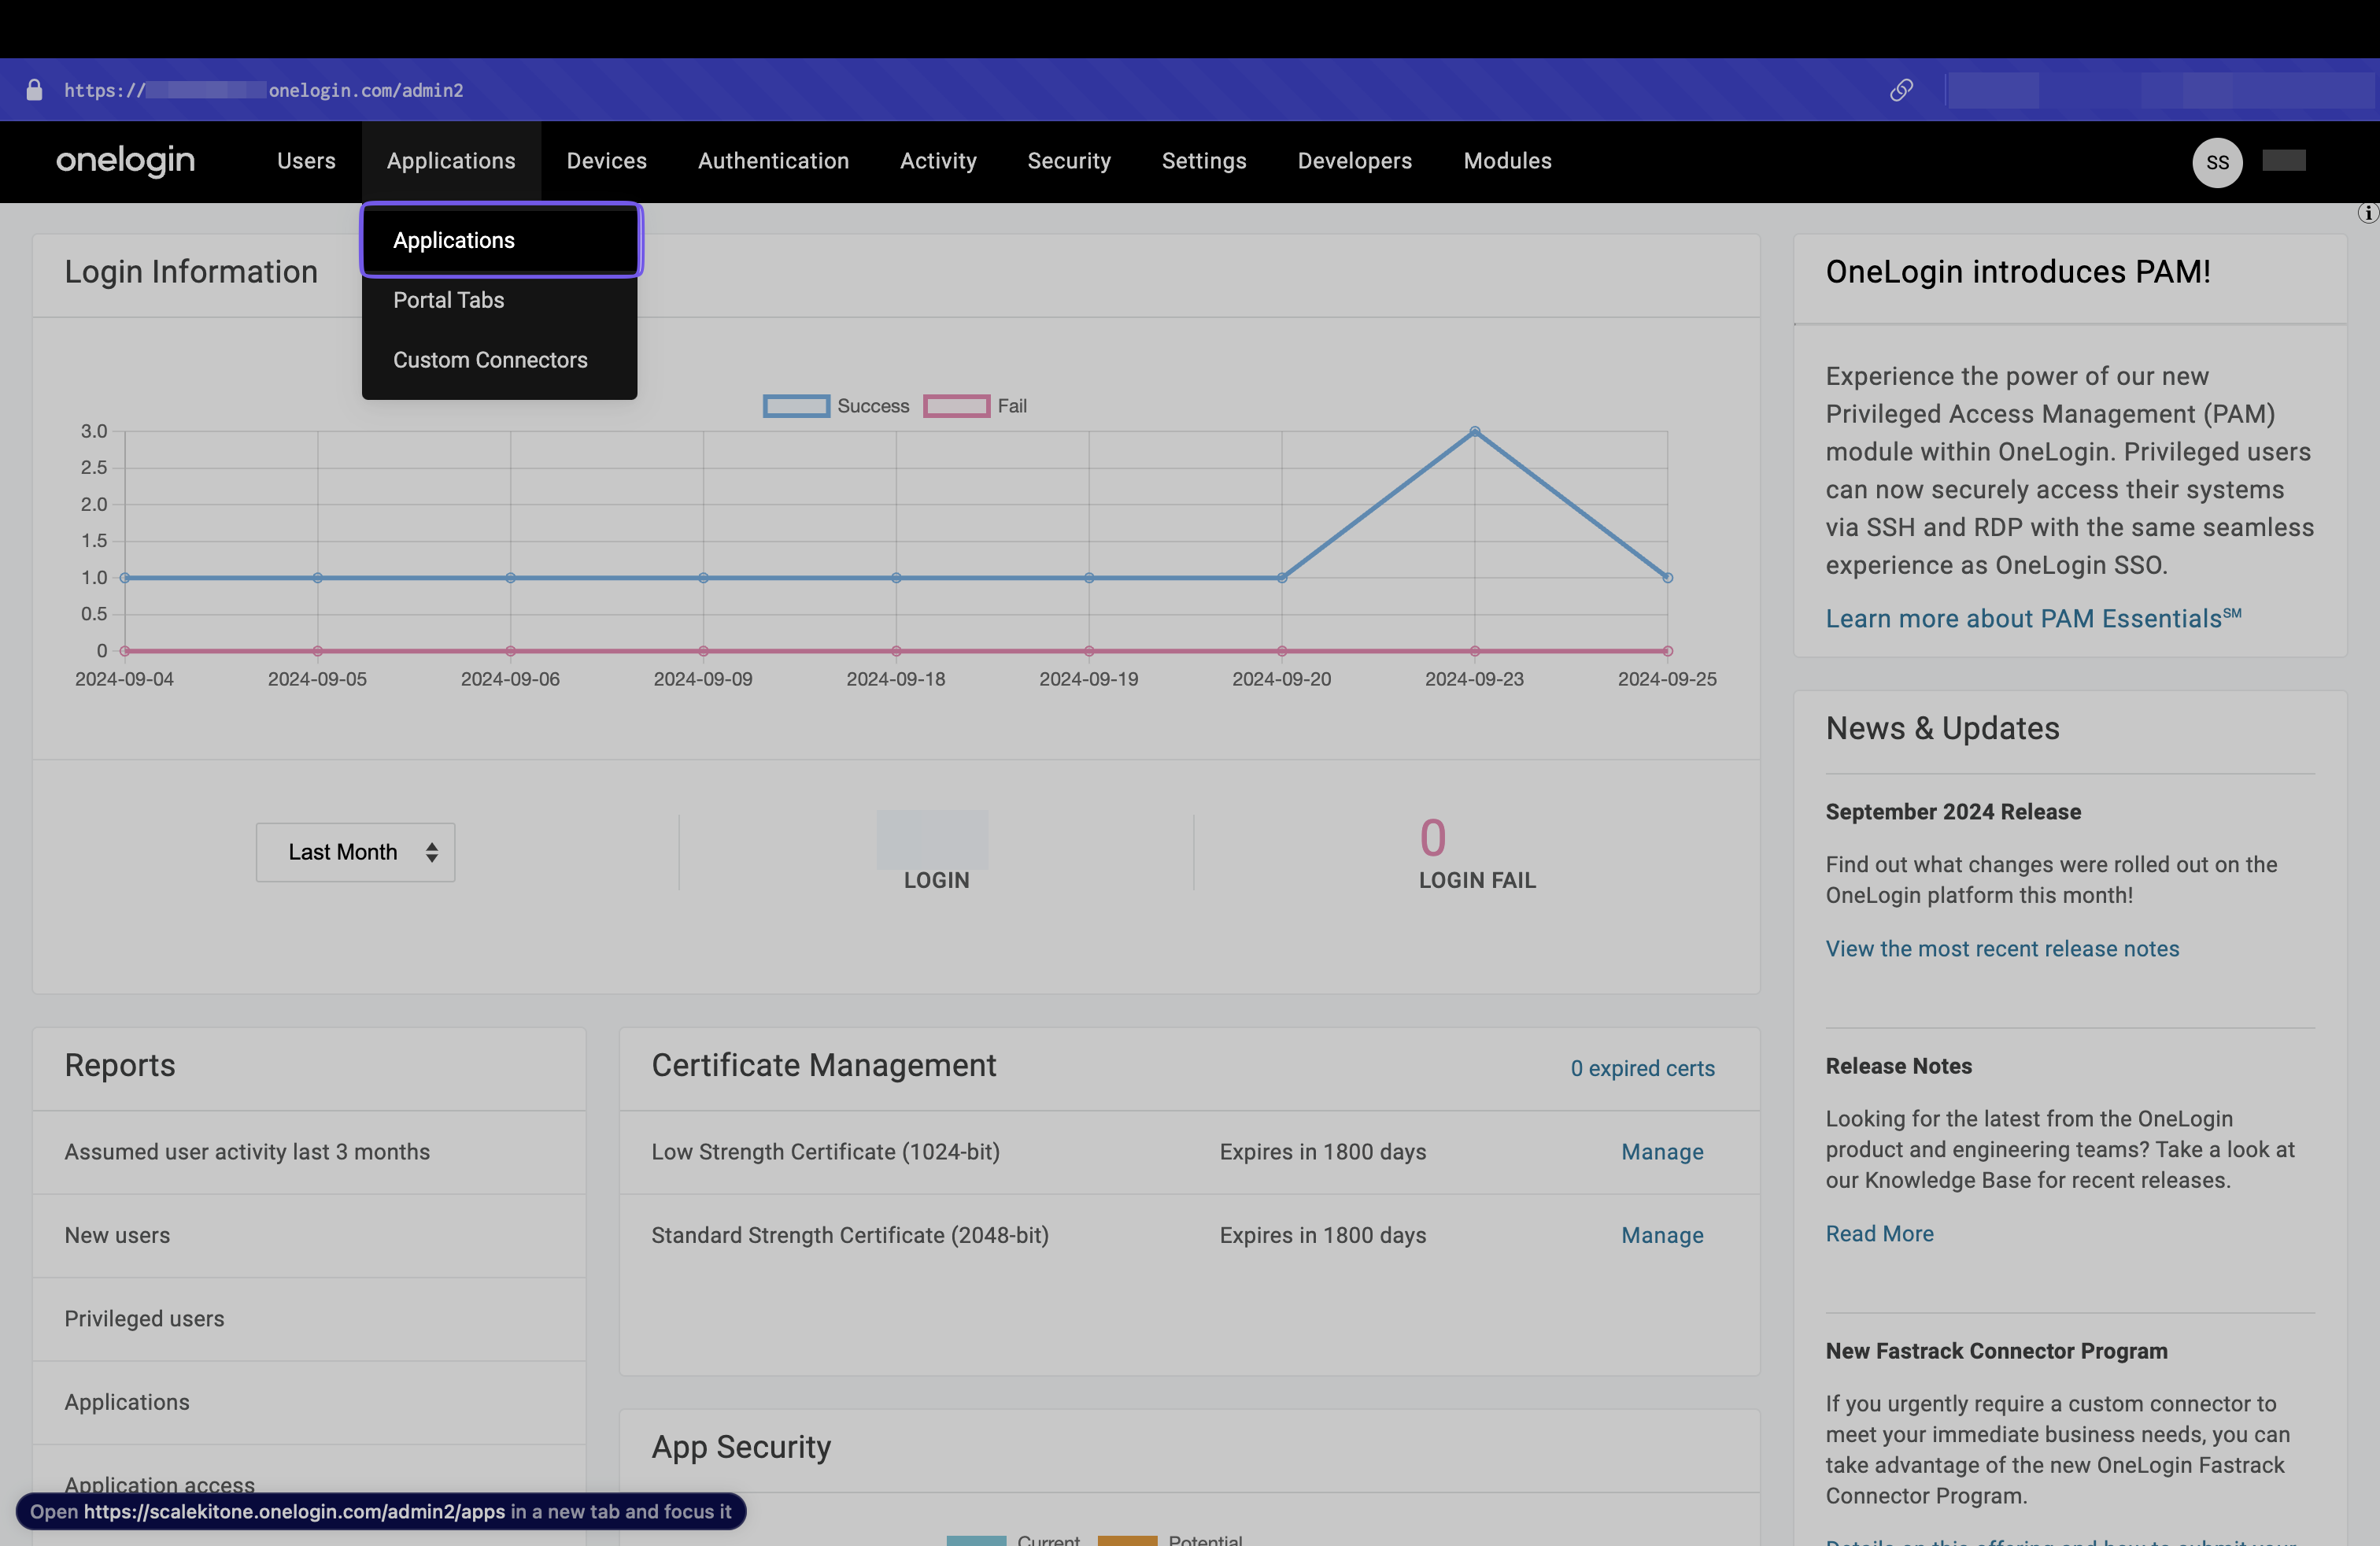 https:// onelogin.com/admin2
onelogin Users Applications Devices Authentication Activity Security Settings Developers Modules SS
Applications
Portal Tabs
Custom Connectors
Login Information
Success Fail
3.0
2.5
2.0
1.5
1.0
0.5
0
2024-09-04 2024-09-05 2024-09-06 2024-09-09 2024-09-18 2024-09-19 2024-09-20 2024-09-23 2024-09-25
Last Month
LOGIN
0
LOGIN FAIL
Reports
Assumed user activity last 3 months
New users
Privileged users
Applications
Application access
Certificate Management 0 expired certs
Low Strength Certificate (1024-bit) Expires in 1800 days Manage
Standard Strength Certificate (2048-bit) Expires in 1800 days Manage
App Security
Current Potential
OneLogin introduces PAM!
Experience the power of our new
Privileged Access Management (PAM)
module within OneLogin. Privileged users
can now securely access their systems
via SSH and RDP with the same seamless
experience as OneLogin SSO.
Learn more about PAM Essentials℠
News & Updates
September 2024 Release
Find out what changes were rolled out on the
OneLogin platform this month!
View the most recent release notes
Release Notes
Looking for the latest from the OneLogin
product and engineering teams? Take a look at
our Knowledge Base for recent releases.
Read More
New Fastrack Connector Program
If you urgently require a custom connector to
meet your immediate business needs, you can
take advantage of the new OneLogin Fastrack
Connector Program.
Details on this offering and how to submit your
Open https://scalekitone.onelogin.com/admin2/apps in a new tab and focus it